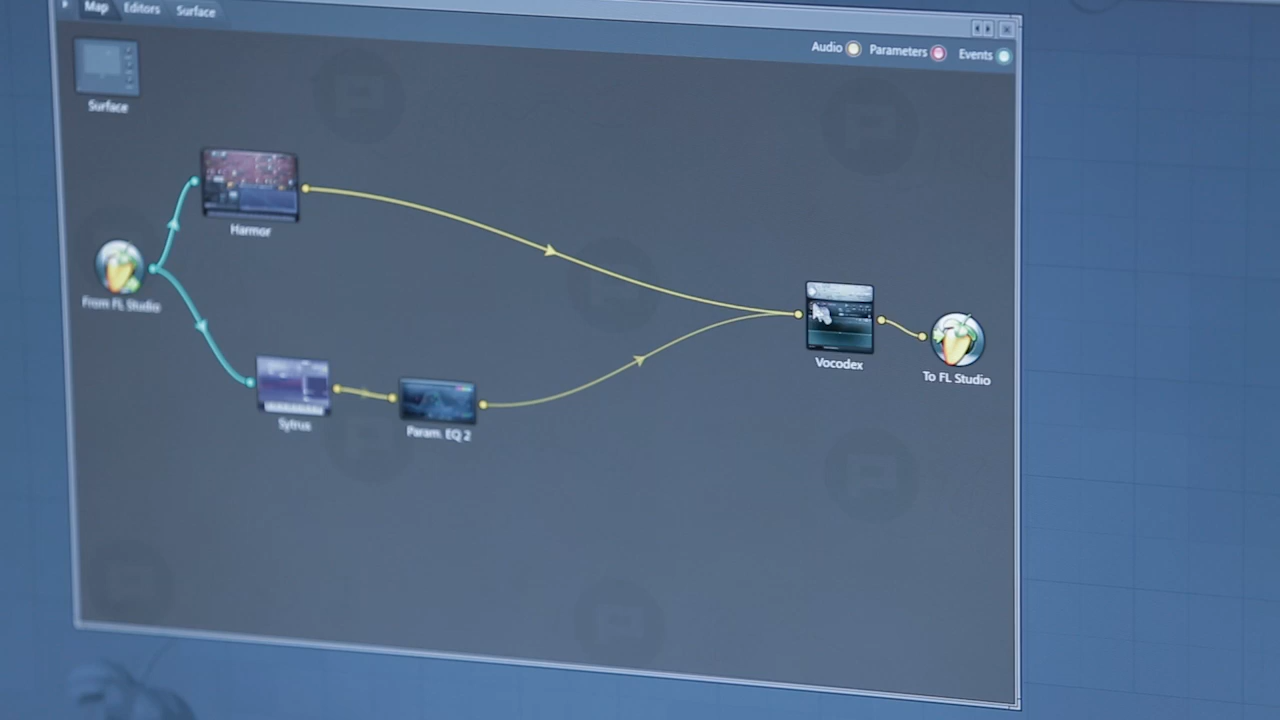 Map Editors Surface
Audio Parameters Events
Surface
Harmor
From FL Studio
Vocodex
To FL Studio
Sytrus
Param. EQ 2